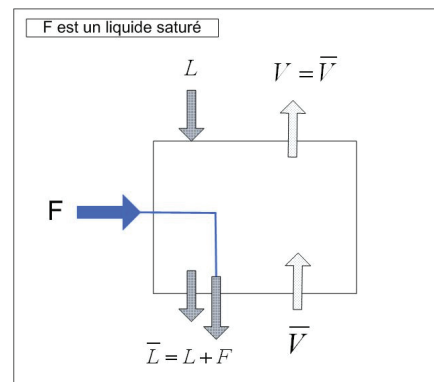 F est un liquide saturé
L
V = V̅
F
L̅ = L + F
V̅